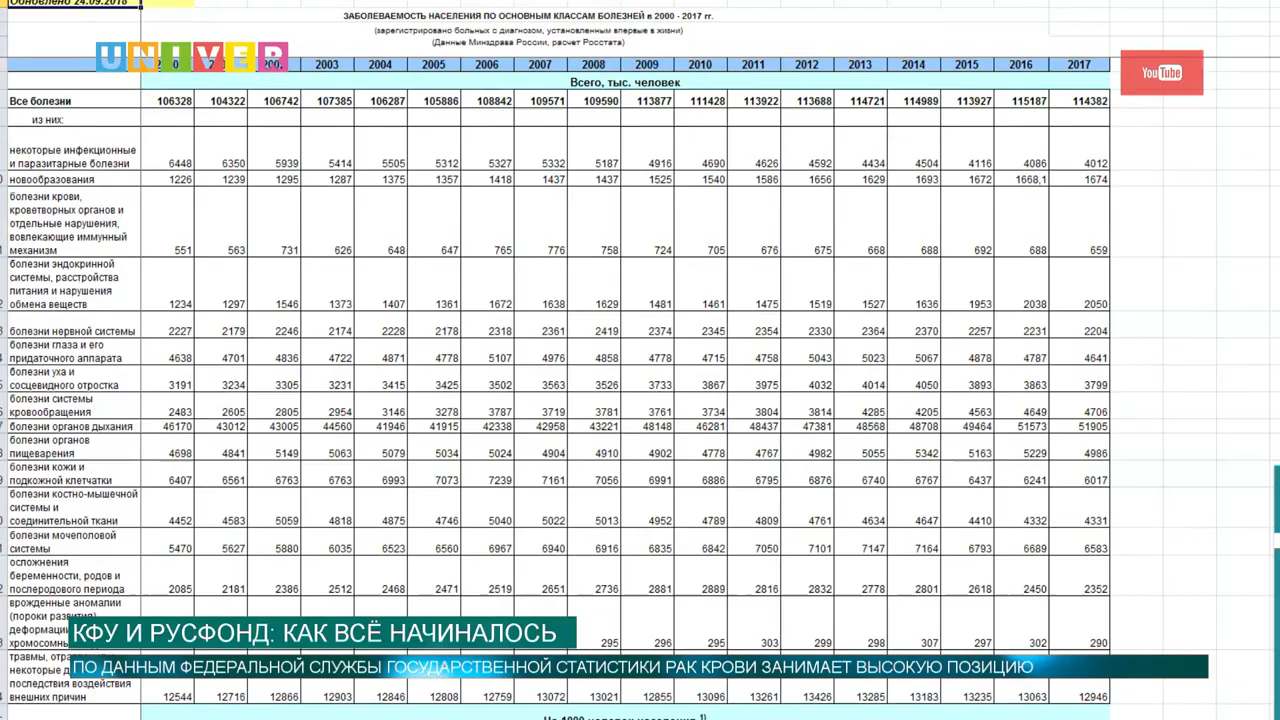 Обновлено 24.09.2018
ЗАБОЛЕВАЕМОСТЬ НАСЕЛЕНИЯ ПО ОСНОВНЫМ КЛАССАМ БОЛЕЗНЕЙ в 2000 - 2017 гг.
(зарегистрировано больных с диагнозом, установленным впервые в жизни)
(Данные Минздрава России, расчет Росстата)
UNIVER
YouTube
2003 2004 2005 2006 2007 2008 2009 2010 2011 2012 2013 2014 2015 2016 2017
Всего, тыс. человек
Все болезни 106328 104322 106742 107385 106287 105886 108842 109571 109590 113877 111428 113922 113688 114721 114989 113927 115187 114382
из них:
некоторые инфекционные
и паразитарные болезни 6448 6350 5939 5414 5505 5312 5327 5332 5187 4916 4690 4626 4592 4434 4504 4116 4086 4012
новообразования 1226 1239 1295 1287 1375 1357 1418 1437 1437 1525 1540 1586 1656 1629 1693 1672 1668,1 1674
болезни крови,
кроветворных органов и
отдельные нарушения,
вовлекающие иммунный
механизм 551 563 731 626 648 647 765 776 758 724 705 676 675 668 688 692 688 659
болезни эндокринной
системы, расстройства
питания и нарушения
обмена веществ 1234 1297 1546 1373 1407 1361 1672 1638 1629 1481 1461 1475 1519 1527 1636 1953 2038 2050
болезни нервной системы 2227 2179 2246 2174 2228 2178 2318 2361 2419 2374 2345 2354 2330 2364 2370 2257 2231 2204
болезни глаза и его
придаточного аппарата 4638 4701 4836 4722 4871 4778 5107 4976 4858 4778 4715 4758 5043 5023 5067 4878 4787 4641
болезни уха и
сосцевидного отростка 3191 3234 3305 3231 3415 3425 3502 3563 3526 3733 3867 3975 4032 4014 4050 3893 3863 3799
болезни системы
кровообращения 2483 2605 2805 2954 3146 3278 3787 3719 3781 3761 3734 3804 3814 4285 4205 4563 4649 4706
болезни органов дыхания 46170 43012 43005 44560 41946 41915 42338 42958 43221 48148 46281 48437 47381 48568 48708 49464 51573 51905
болезни органов
пищеварения 4698 4841 5149 5063 5079 5034 5024 4904 4910 4902 4778 4767 4982 5055 5342 5163 5229 4986
болезни кожи и
подкожной клетчатки 6407 6561 6763 6763 6993 7073 7239 7161 7056 6991 6886 6795 6876 6740 6767 6437 6241 6017
болезни костно-мышечной
системы и
соединительной ткани 4452 4583 5059 4818 4875 4746 5040 5022 5013 4952 4789 4809 4761 4634 4647 4410 4332 4331
болезни мочеполовой
системы 5470 5627 5880 6035 6523 6560 6967 6940 6916 6835 6842 7050 7101 7147 7164 6793 6689 6583
осложнения
беременности, родов и
послеродового периода 2085 2181 2386 2512 2468 2471 2519 2651 2736 2881 2889 2816 2832 2778 2801 2618 2450 2352
врожденные аномалии
(пороки развития),
295 296 295 303 299 298 307 297 302 290
КФУ И РУСФОНД: КАК ВСЁ НАЧИНАЛОСЬ
ПО ДАННЫМ ФЕДЕРАЛЬНОЙ СЛУЖБЫ ГОСУДАРСТВЕННОЙ СТАТИСТИКИ РАК КРОВИ ЗАНИМАЕТ ВЫСОКУЮ ПОЗИЦИЮ
последствия воздействия
внешних причин 12544 12716 12866 12903 12846 12808 12759 13072 13021 12855 13096 13261 13426 13285 13183 13235 13063 12946